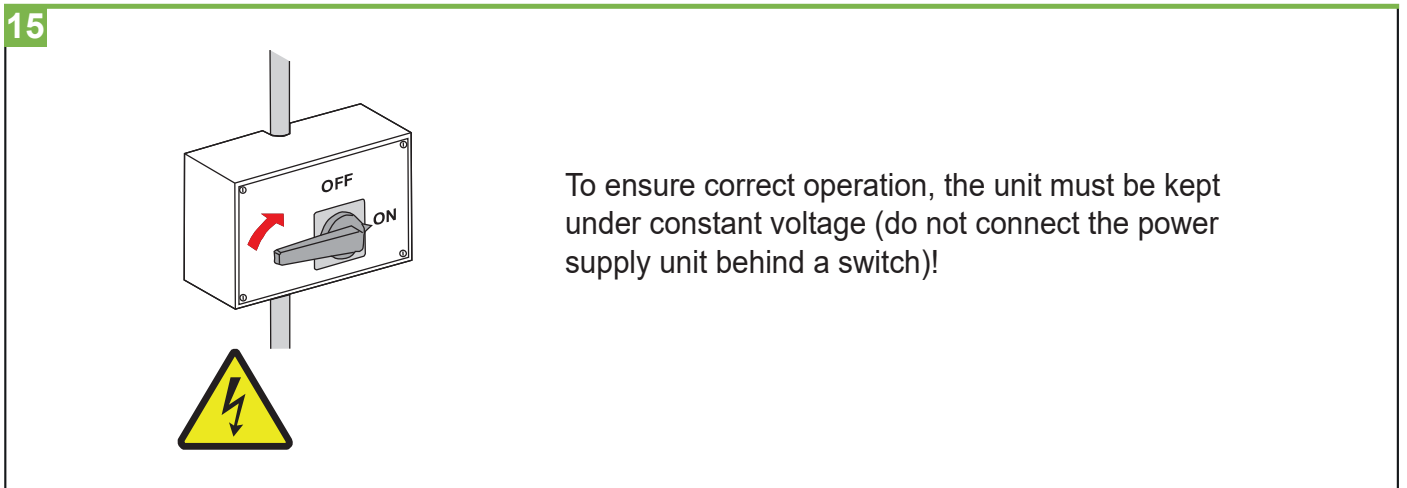 15
OFF
ON
To ensure correct operation, the unit must be kept
under constant voltage (do not connect the power
supply unit behind a switch)!